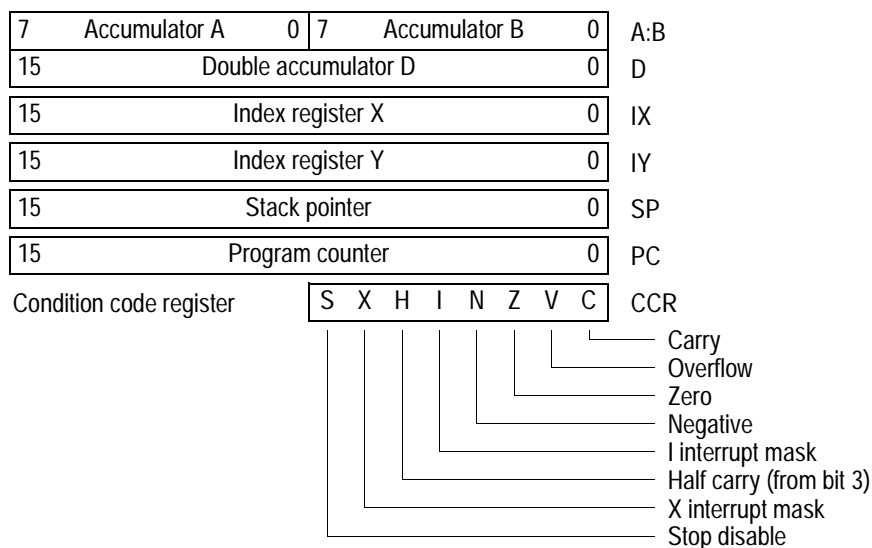 7 Accumulator A 0 7 Accumulator B 0 A:B
15 Double accumulator D 0 D
15 Index register X 0 IX
15 Index register Y 0 IY
15 Stack pointer 0 SP
15 Program counter 0 PC
Condition code register S X H I N Z V C CCR
Carry
Overflow
Zero
Negative
I interrupt mask
Half carry (from bit 3)
X interrupt mask
Stop disable